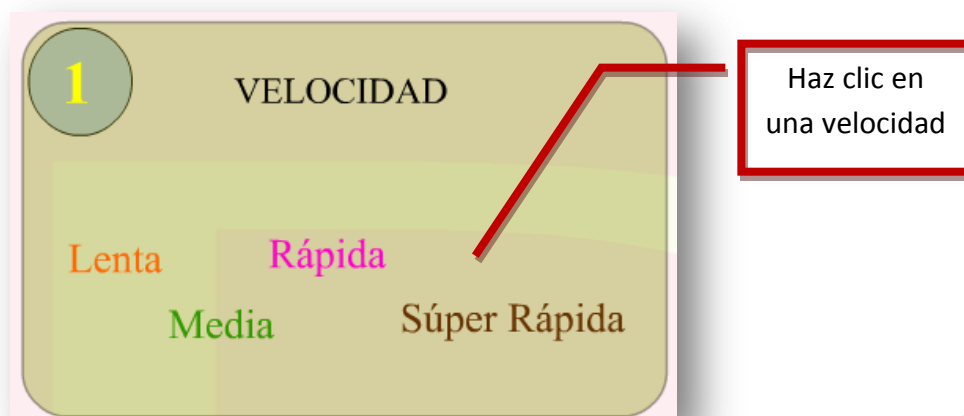 1
VELOCIDAD
Haz clic en
una velocidad
Lenta
Rápida
Media
Súper Rápida